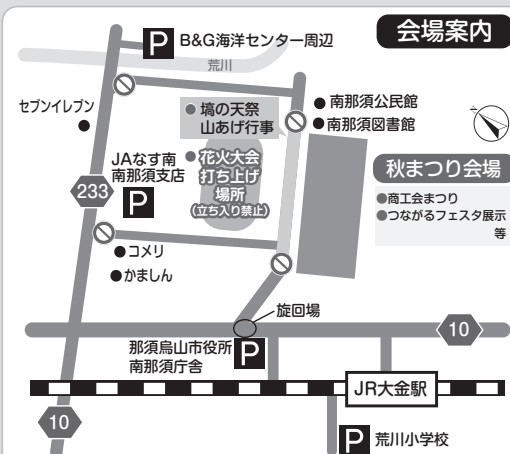 会場案内
P B&G海洋センター周辺
荒川
セブンイレブン
塙の天祭
山あげ行事
●南那須公民館
●南那須図書館
JAなす南
南那須支店
P
花火大会
打ち上げ
場所
(立ち入り禁止)
秋まつり会場
●商工会まつり
●つながるフェスタ展示
等
233
●コメリ
●かましん
旋回場
10
那須烏山市役所
南那須庁舎
P
JR大金駅
10
P 荒川小学校